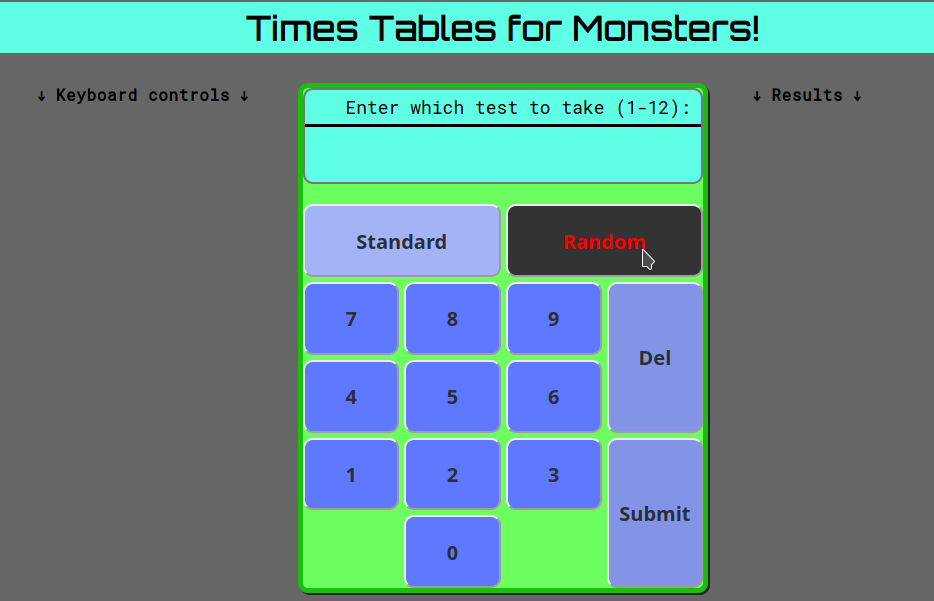 Times Tables for Monsters!
↓ Keyboard controls ↓
Enter which test to take (1-12):
↓ Results ↓
Standard
Random
7 8 9
Del
4 5 6
1 2 3
Submit
0